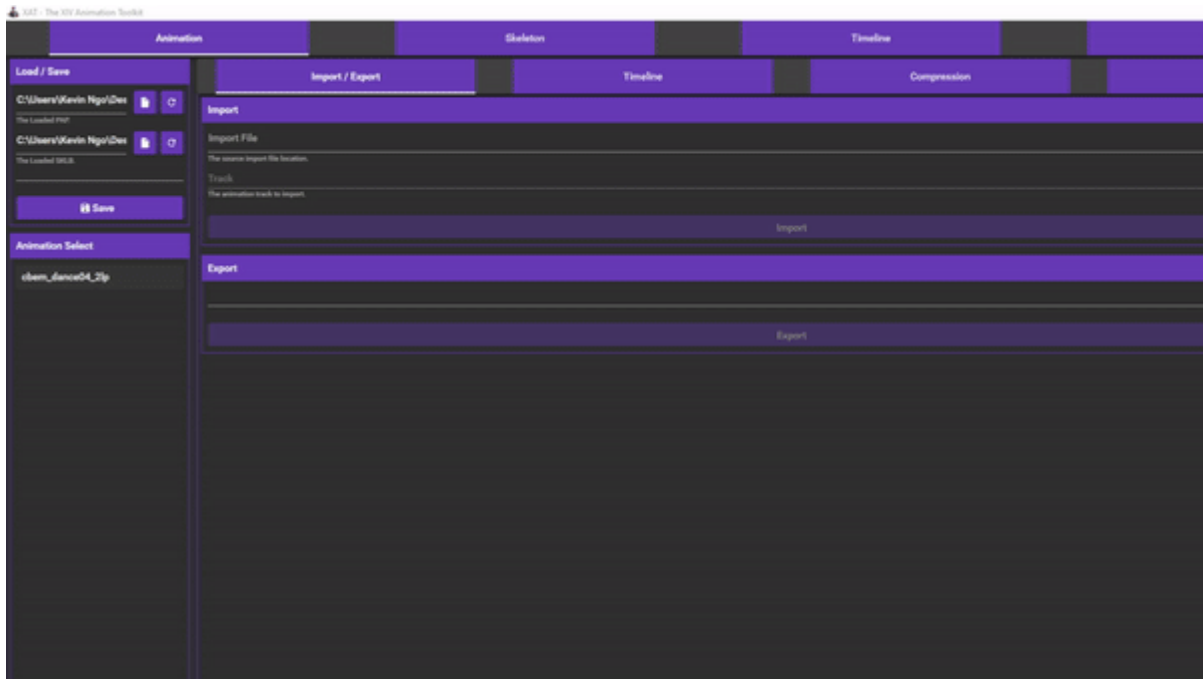 XAT - The XIV Animation Toolkit
Animation
Skeleton
Timeline
Load / Save
Import / Export
Timeline
Compression
C:\Users\Kevin Ngo\Des
The Loaded PAP.
C:\Users\Kevin Ngo\Des
The Loaded SKLB.
Save
Animation Select
cbem_dance04_2lp
Import
Import File
The source import file location.
Track
The animation track to import.
Import
Export
Export